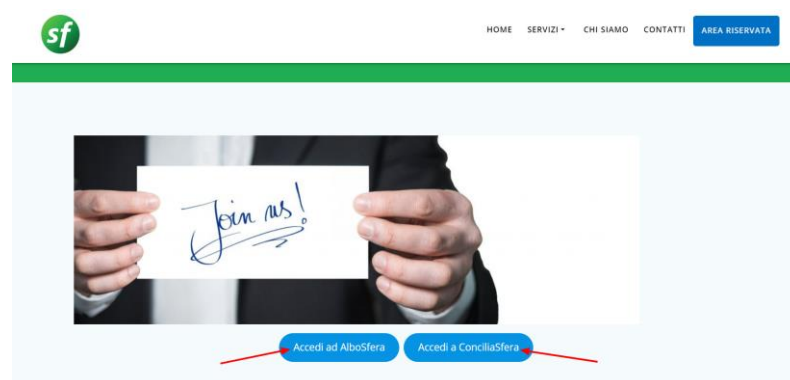 sf
HOME SERVIZI CHI SIAMO CONTATTI AREA RISERVATA
Join us!
Accedi ad AlboSfera Accedi a ConciliaSfera